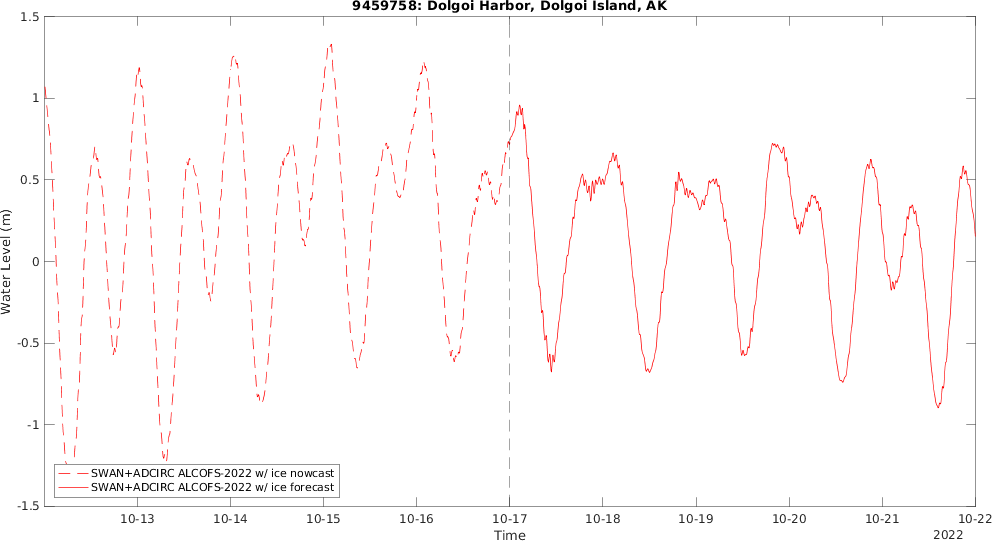 9459758: Dolgoi Harbor, Dolgoi Island, AK
1.5
1
0.5
0
-0.5
-1
-1.5
Water Level (m)
SWAN+ADCIRC ALCOFS-2022 w/ ice nowcast
SWAN+ADCIRC ALCOFS-2022 w/ ice forecast
10-13 10-14 10-15 10-16 10-17 10-18 10-19 10-20 10-21 10-22
Time
2022